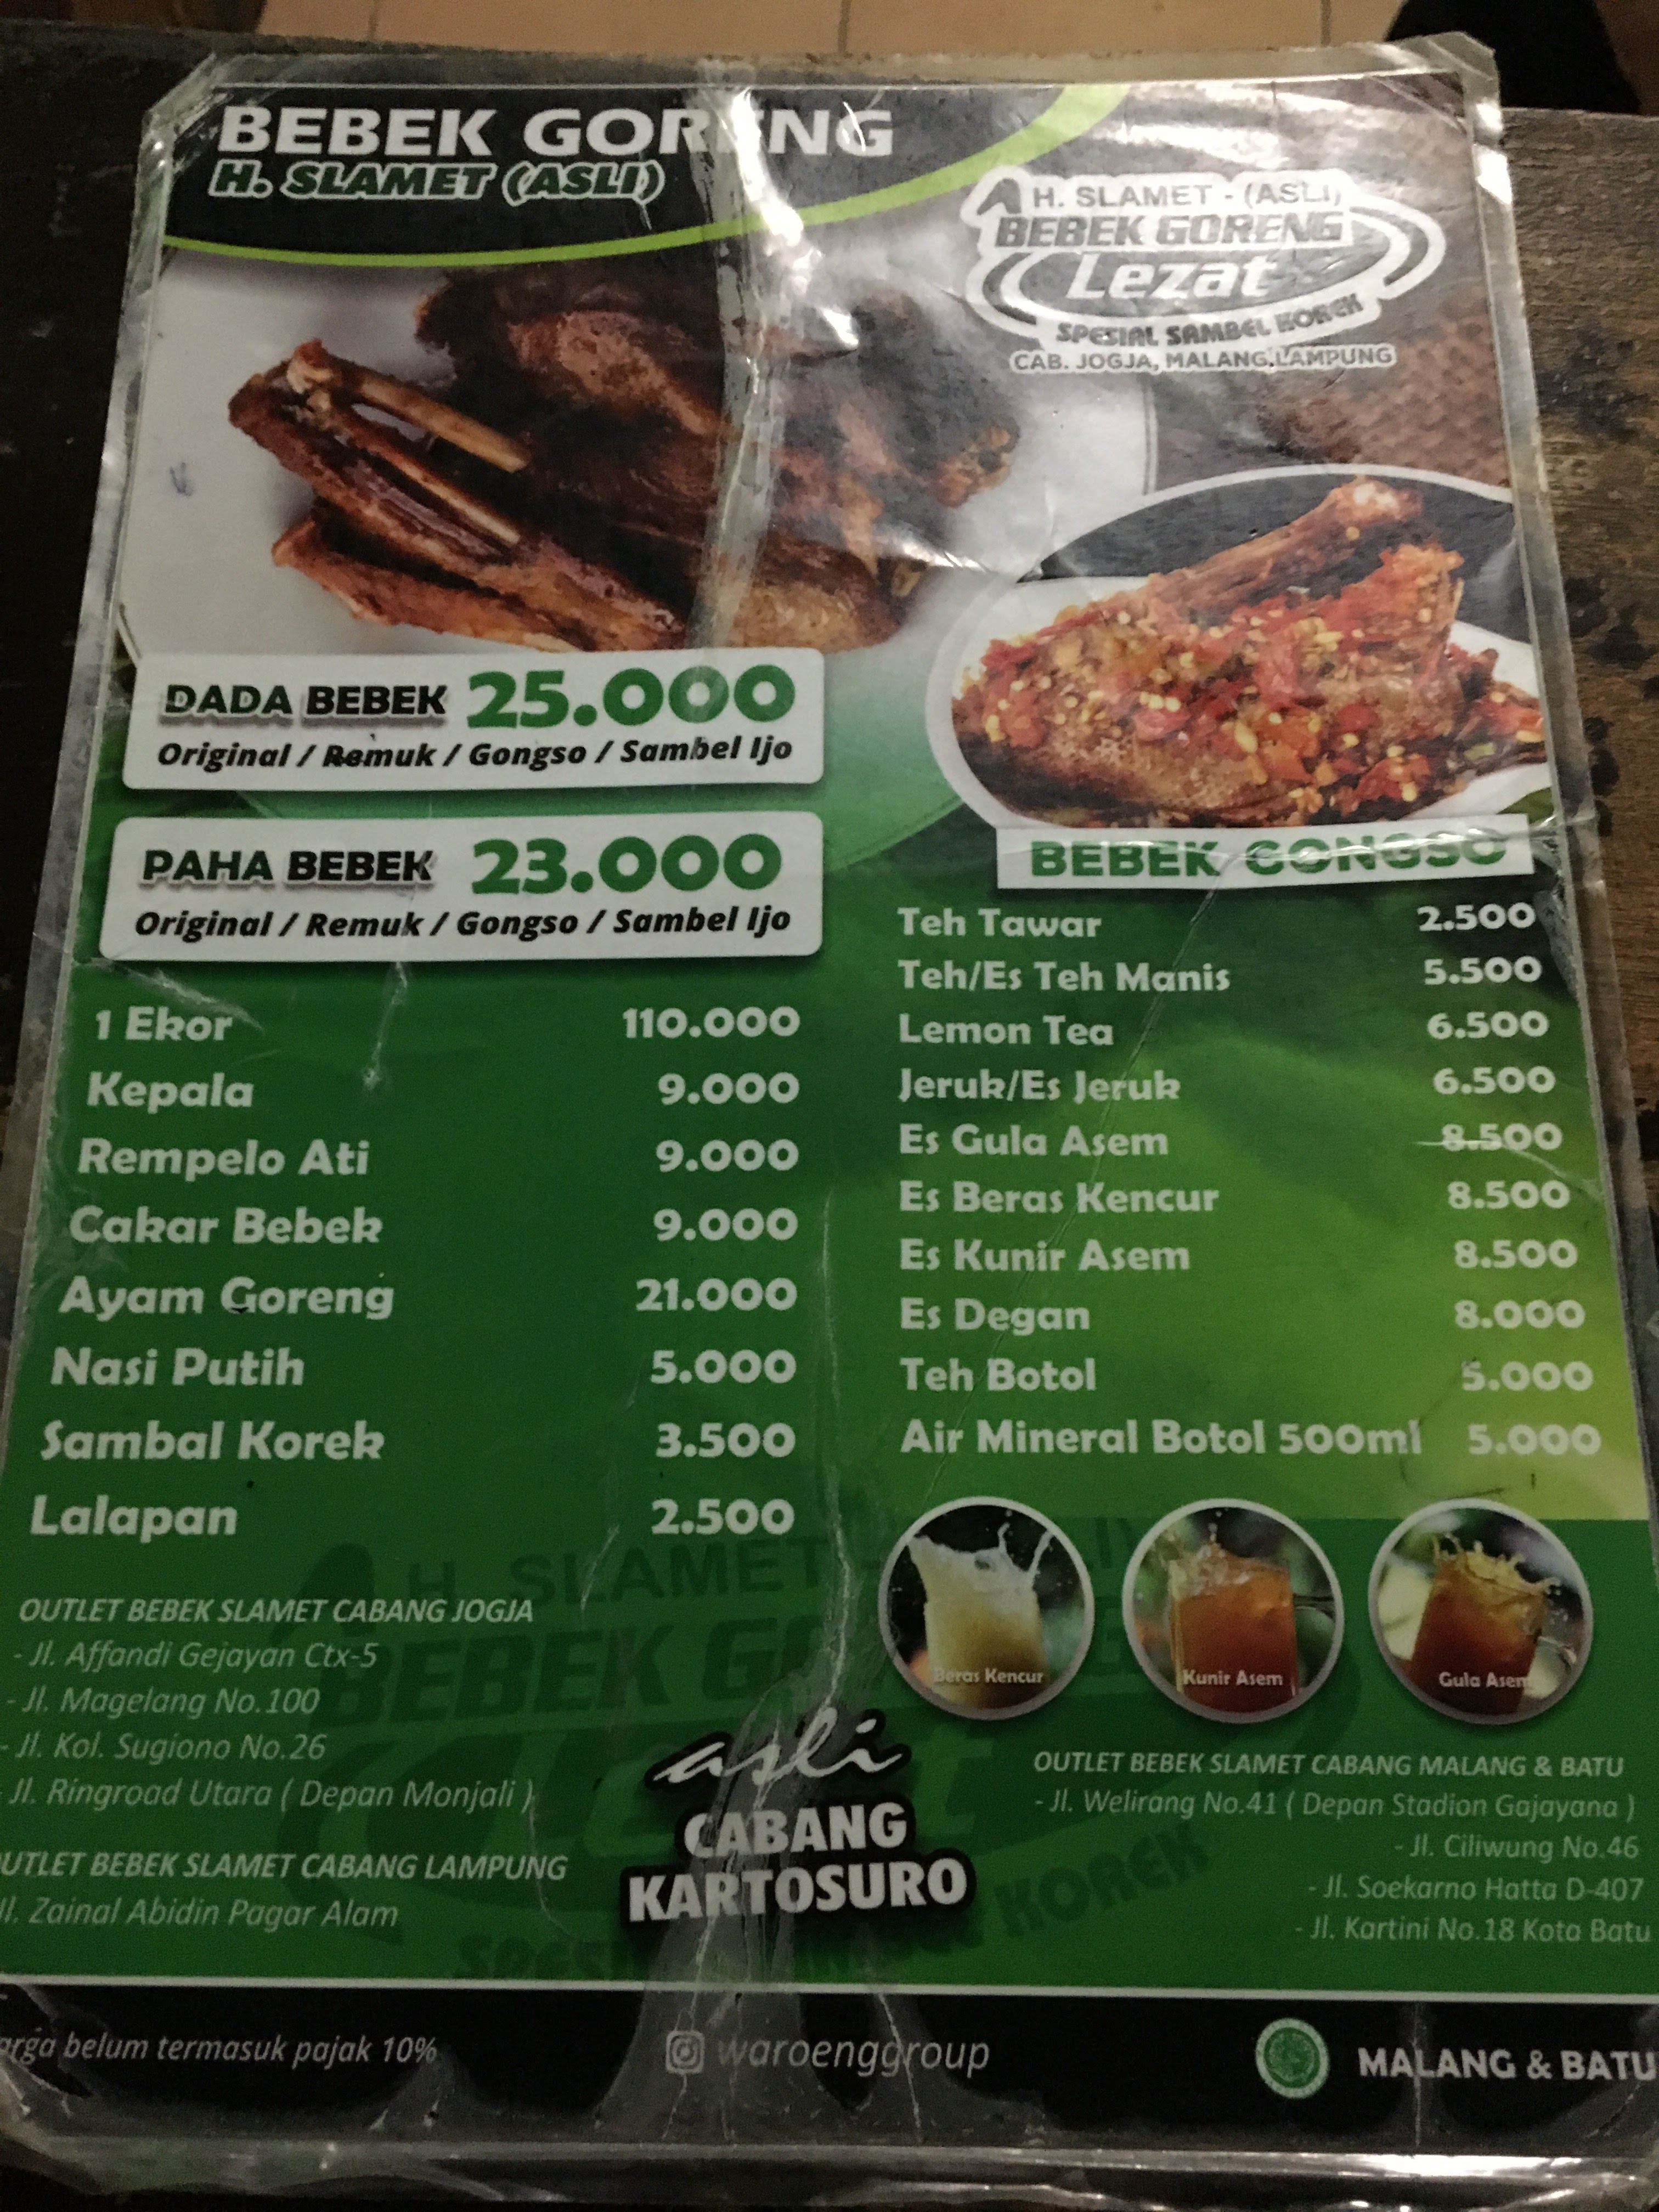 BEBEK GORENG
H. SLAMET (ASLI)
H. SLAMET - (ASLI)
BEBEK GORENG
Lezat
SPESIAL SAMBEL KOREK
CAB. JOGJA, MALANG,LAMPUNG
DADA BEBEK 25.000
Original / Remuk / Gongso / Sambel Ijo
PAHA BEBEK 23.000
Original / Remuk / Gongso / Sambel Ijo
1 Ekor 110.000
Kepala 9.000
Rempelo Ati 9.000
Cakar Bebek 9.000
Ayam Goreng 21.000
Nasi Putih 5.000
Sambal Korek 3.500
Lalapan 2.500
BEBEK GONGSO
Teh Tawar 2.500
Teh/Es Teh Manis 5.500
Lemon Tea 6.500
Jeruk/Es Jeruk 6.500
Es Gula Asem 8.500
Es Beras Kencur 8.500
Es Kunir Asem 8.500
Es Degan 8.000
Teh Botol 5.000
Air Mineral Botol 500ml 5.000
Beras Kencur
Kunir Asem
Gula Asem
OUTLET BEBEK SLAMET CABANG JOGJA
- Jl. Affandi Gejayan Ctx-5
- Jl. Magelang No.100
- Jl. Kol. Sugiono No.26
Jl. Ringroad Utara ( Depan Monjali )
UTLET BEBEK SLAMET CABANG LAMPUNG
Jl. Zainal Abidin Pagar Alam
asli
CABANG
KARTOSURO
OUTLET BEBEK SLAMET CABANG MALANG & BATU
- Jl. Welirang No.41 ( Depan Stadion Gajayana )
- Jl. Ciliwung No.46
- Jl. Soekarno Hatta D-407
- Jl. Kartini No.18 Kota Batu
arga belum termasuk pajak 10%
waroenggroup
MALANG & BATU